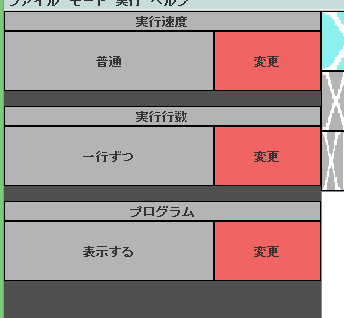 ファイル モード 実行 ヘルプ
実行速度
普通 変更
実行行数
一行ずつ 変更
プログラム
表示する 変更